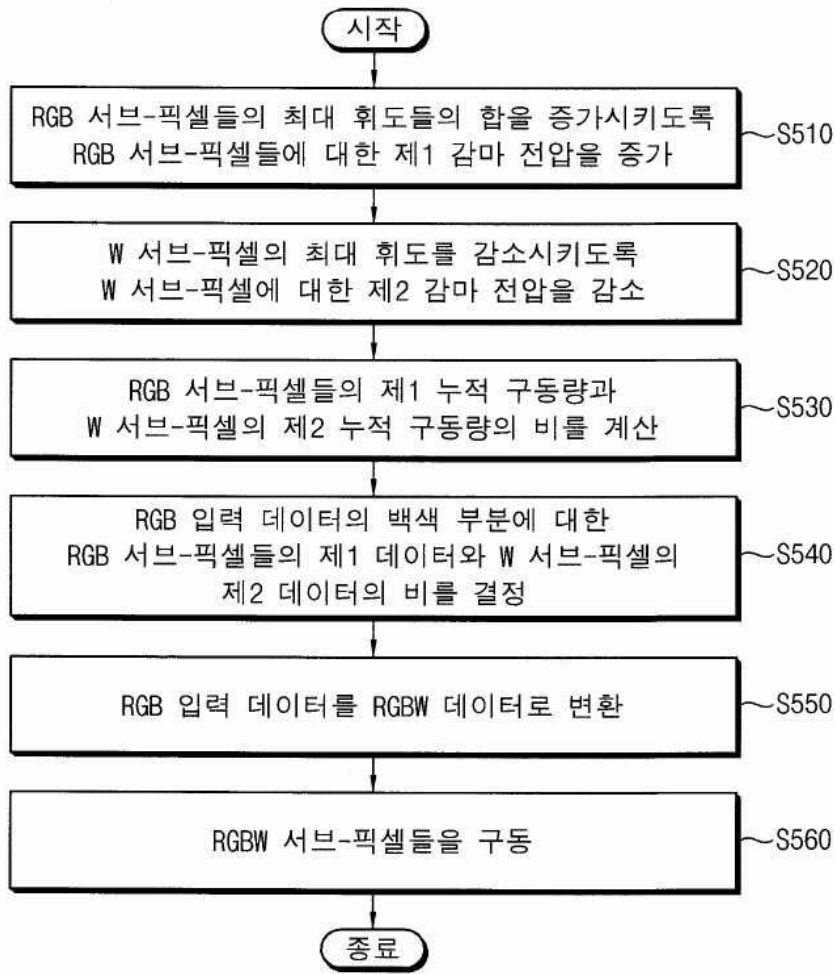 시작
RGB 서브-픽셀들의 최대 휘도들의 합을 증가시키도록
RGB 서브-픽셀들에 대한 제1 감마 전압을 증가
S510
W 서브-픽셀의 최대 휘도를 감소시키도록
W 서브-픽셀에 대한 제2 감마 전압을 감소
S520
RGB 서브-픽셀들의 제1 누적 구동량과
W 서브-픽셀의 제2 누적 구동량의 비를 계산
S530
RGB 입력 데이터의 백색 부분에 대한
RGB 서브-픽셀들의 제1 데이터와 W 서브-픽셀의
제2 데이터의 비를 결정
S540
RGB 입력 데이터를 RGBW 데이터로 변환
S550
RGBW 서브-픽셀들을 구동
S560
종료